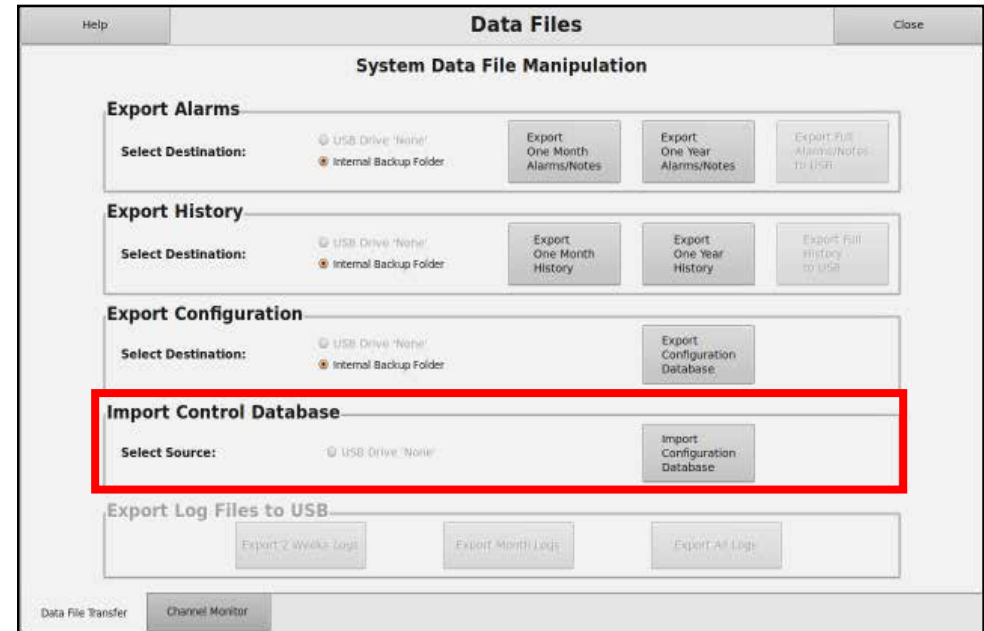 Help
Data Files
Close
System Data File Manipulation
Export Alarms
Select Destination:
USB Drive 'None'
Internal Backup Folder
Export
One Month
Alarms/Notes
Export
One Year
Alarms/Notes
Export Full
Alarms/Notes
to USB
Export History
Select Destination:
USB Drive 'None'
Internal Backup Folder
Export
One Month
History
Export
One Year
History
Export Full
History
to USB
Export Configuration
Select Destination:
USB Drive 'None'
Internal Backup Folder
Export
Configuration
Database
Import Control Database
Select Source:
USB Drive 'None'
Import
Configuration
Database
Export Log Files to USB
Export 2 Weeks Logs
Export Month Logs
Export All Logs
Data File Transfer
Channel Monitor